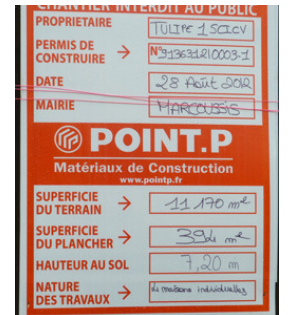 CHANTIER INTERDIT AU PUBLIC
PROPRIETAIRE TULIPE 1 SCICV
PERMIS DE CONSTRUIRE → N°913631210003-1
DATE 28 Août 2012
MAIRIE MARCOUSSIS
POINT.P
Matériaux de Construction
www.pointp.fr
SUPERFICIE DU TERRAIN → 11 170 m²
SUPERFICIE DU PLANCHER → 394 m²
HAUTEUR AU SOL 7,20 m
NATURE DES TRAVAUX → maisons individuelles